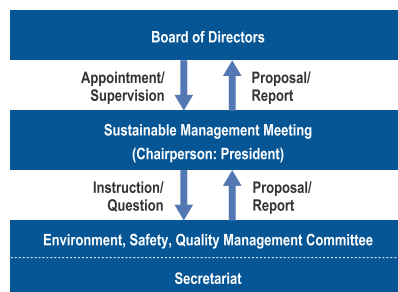 Board of Directors
Appointment/
Supervision
Proposal/
Report
Sustainable Management Meeting
(Chairperson: President)
Instruction/
Question
Proposal/
Report
Environment, Safety, Quality Management Committee
Secretariat